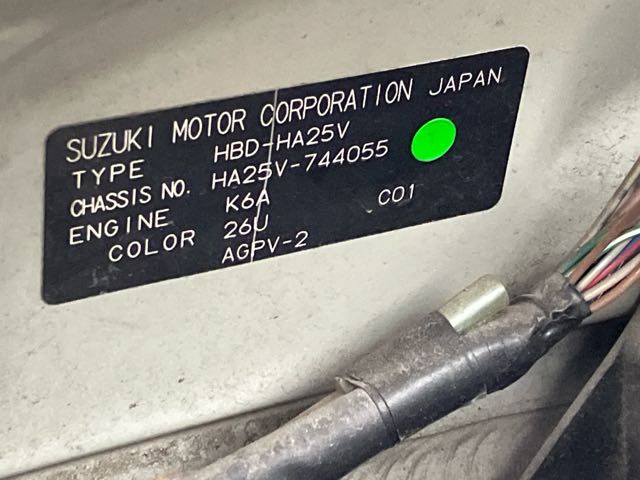 SUZUKI MOTOR CORPORATION JAPAN
TYPE HBD-HA25V
CHASSIS NO. HA25V-744055
ENGINE K6A
COLOR 26U C01
AGPV-2